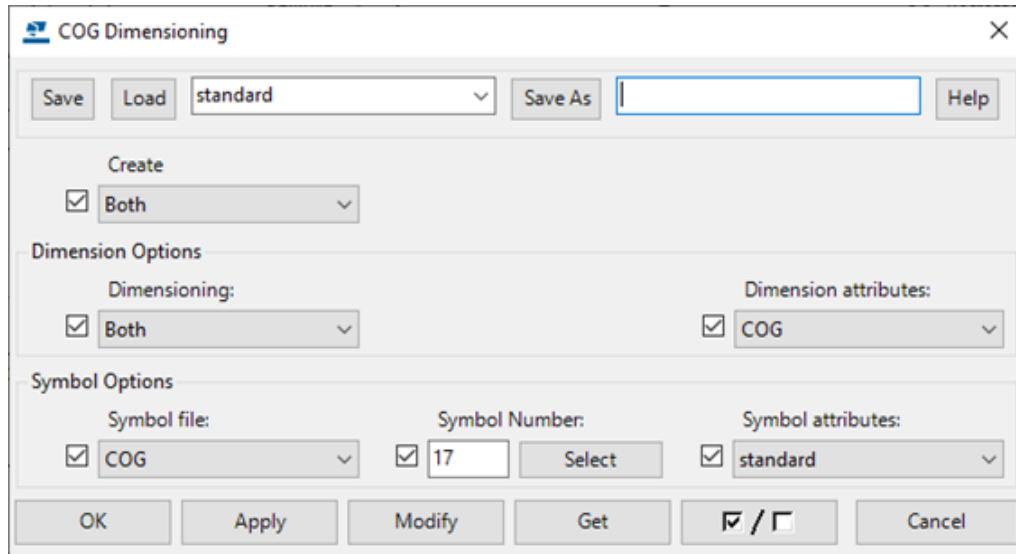 COG Dimensioning
Save Load standard Save As Help
Create
Both
Dimension Options
Dimensioning: Dimension attributes:
Both COG
Symbol Options
Symbol file: Symbol Number: Symbol attributes:
COG 17 Select standard
OK Apply Modify Get / Cancel